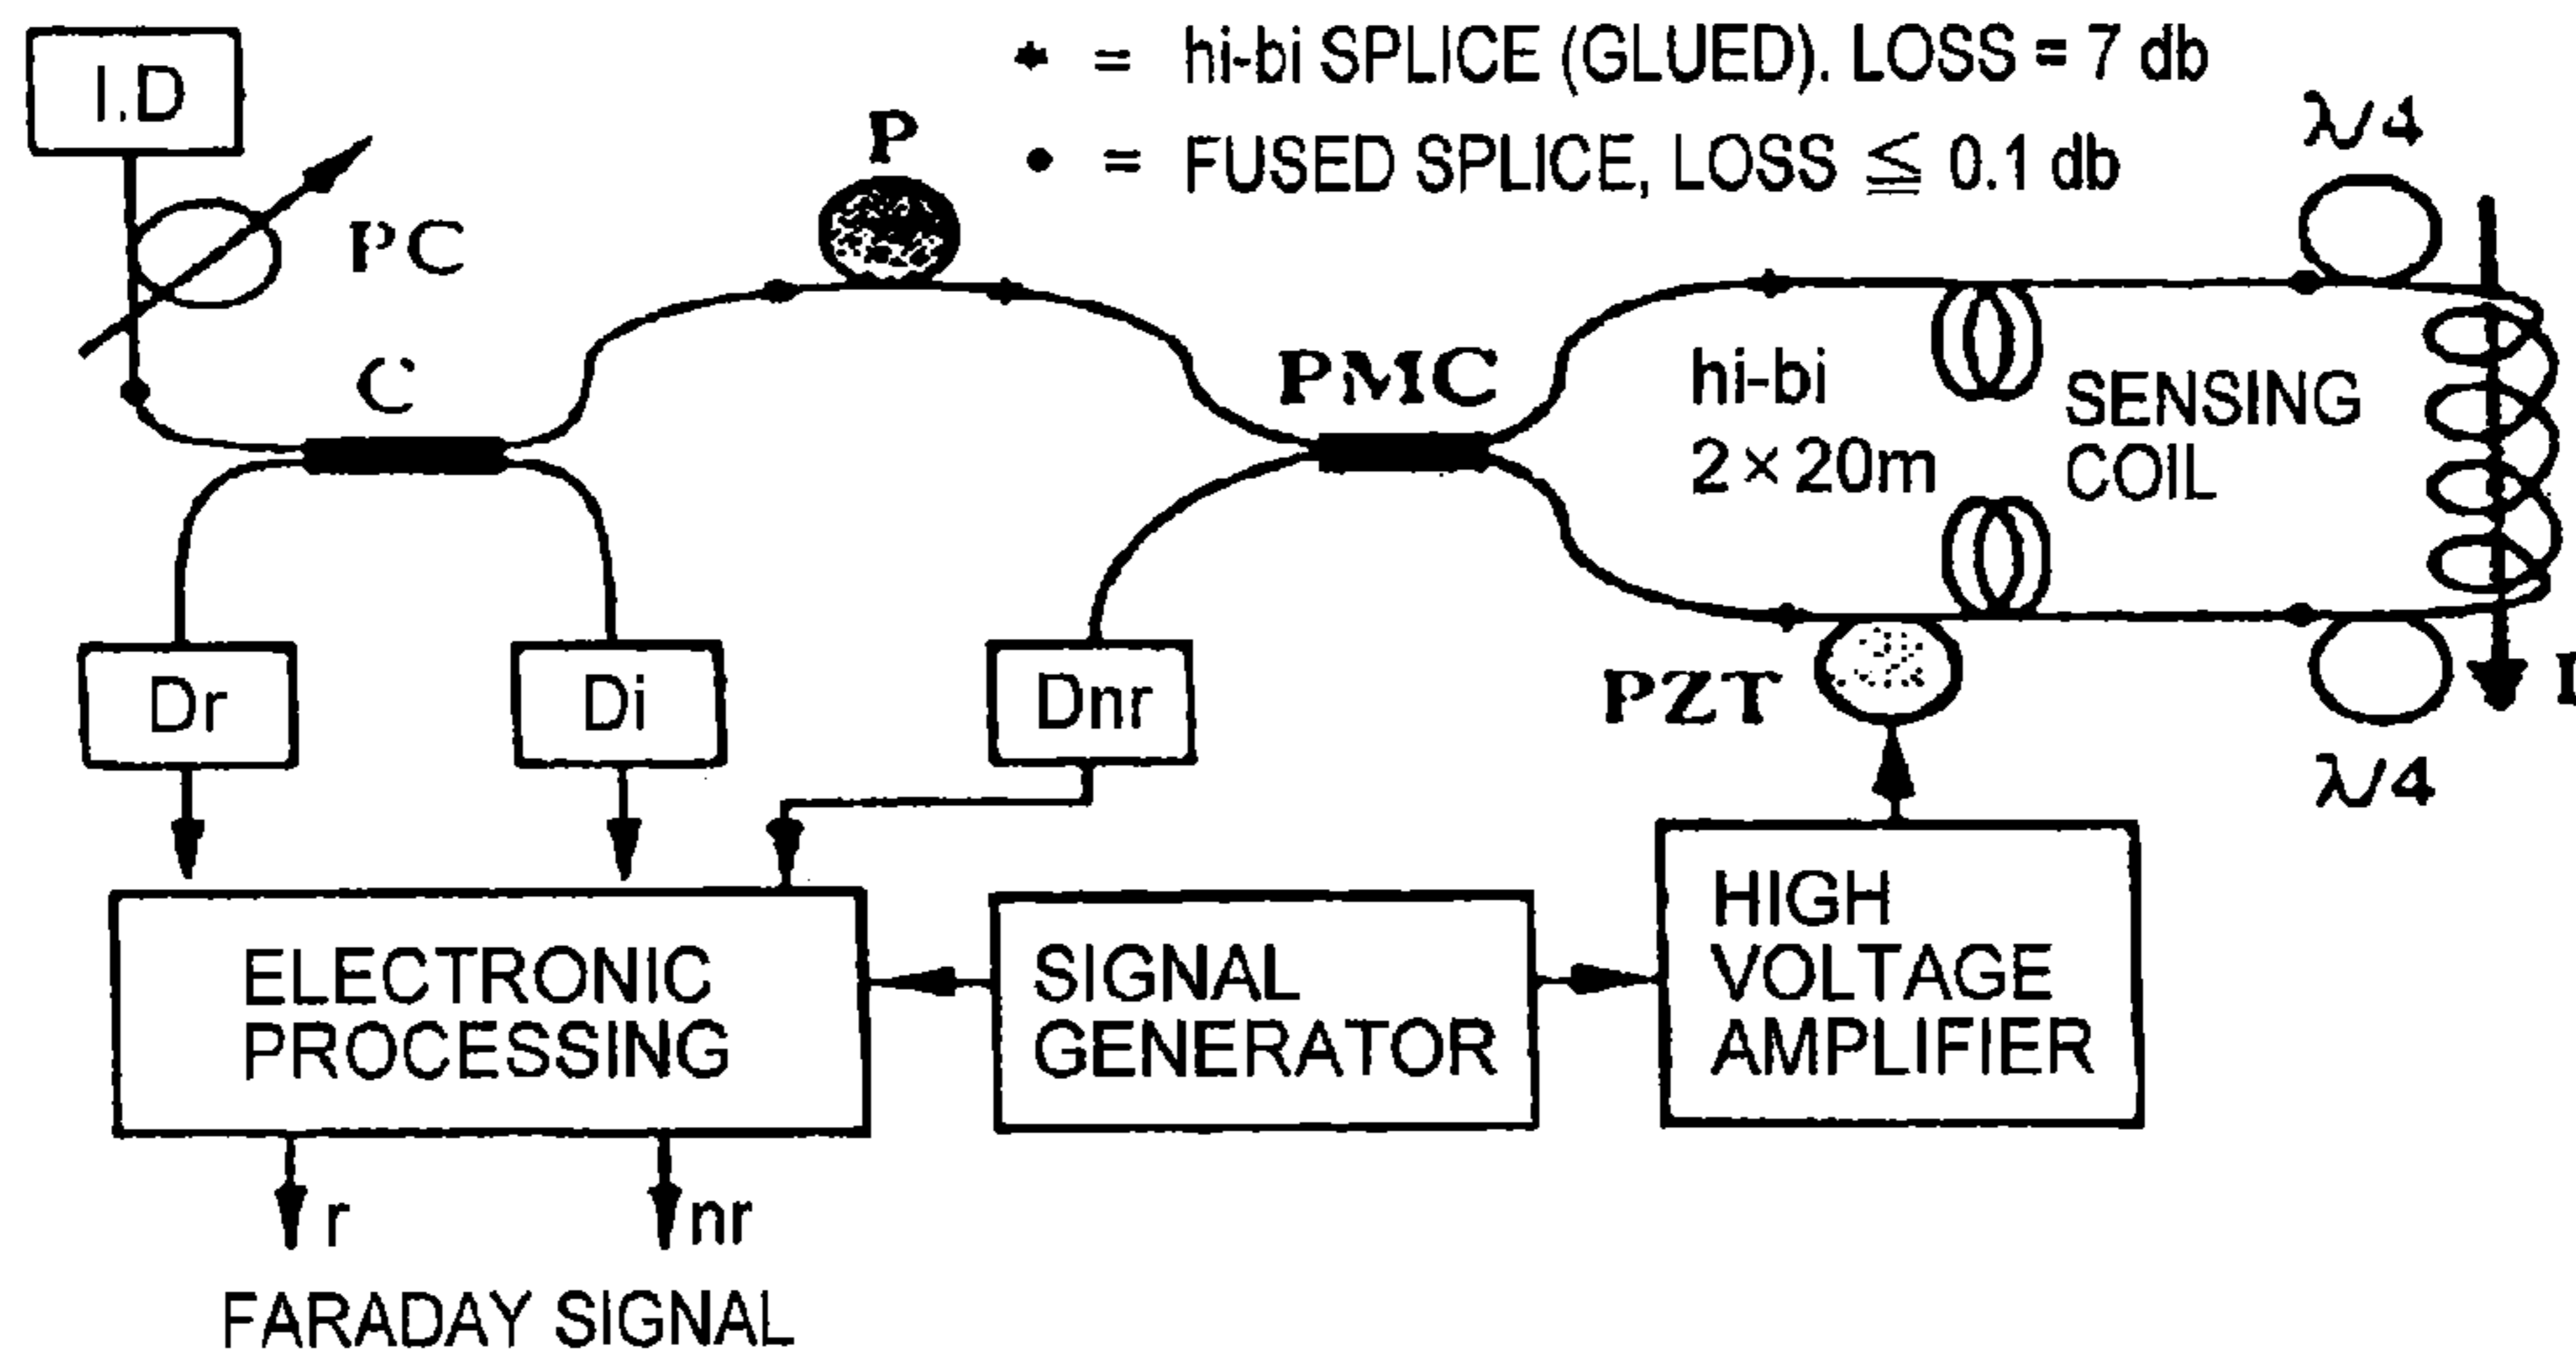 I.D
* = hi-bi SPLICE (GLUED). LOSS = 7 db
• = FUSED SPLICE, LOSS ≦ 0.1 db
P
λ/4
PC
C
PMC
hi-bi
2×20m
SENSING
COIL
Dr
Di
Dnr
PZT
I
λ/4
ELECTRONIC
PROCESSING
SIGNAL
GENERATOR
HIGH
VOLTAGE
AMPLIFIER
r
nr
FARADAY SIGNAL